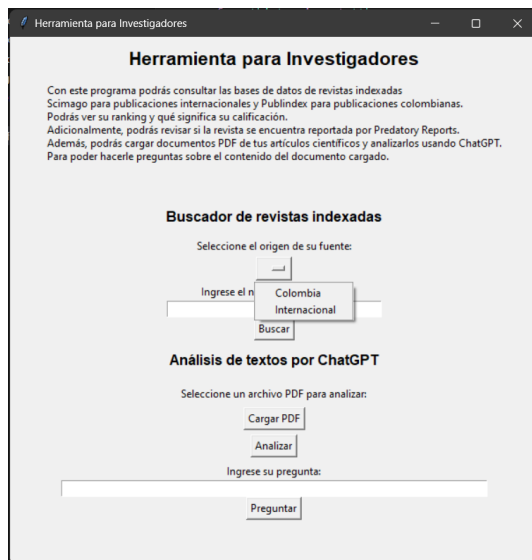 Herramienta para Investigadores
Herramienta para Investigadores
Con este programa podrás consultar las bases de datos de revistas indexadas
Scimago para publicaciones internacionales y Publindex para publicaciones colombianas.
Podrás ver su ranking y qué significa su calificación.
Adicionalmente, podrás revisar si la revista se encuentra reportada por Predatory Reports.
Además, podrás cargar documentos PDF de tus artículos científicos y analizarlos usando ChatGPT.
Para poder hacerle preguntas sobre el contenido del documento cargado.
Buscador de revistas indexadas
Seleccione el origen de su fuente:
Colombia
Ingrese el n
Internacional
Buscar
Análisis de textos por ChatGPT
Seleccione un archivo PDF para analizar:
Cargar PDF
Analizar
Ingrese su pregunta:
Preguntar